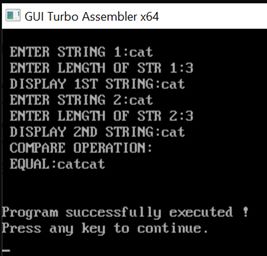 GUI Turbo Assembler x64
ENTER STRING 1:cat
ENTER LENGTH OF STR 1:3
DISPLAY 1ST STRING:cat
ENTER STRING 2:cat
ENTER LENGTH OF STR 2:3
DISPLAY 2ND STRING:cat
COMPARE OPERATION:
EQUAL:catcat
Program successfully executed !
Press any key to continue.